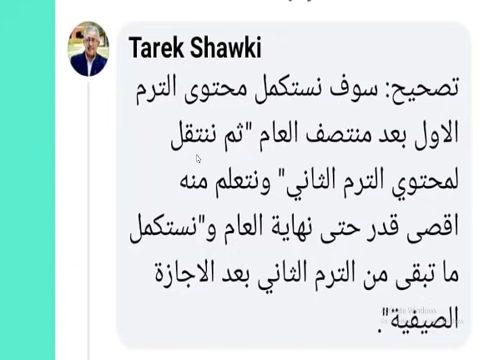 Tarek Shawki
تصحيح: سوف نستكمل محتوى الترم
الاول بعد منتصف العام "ثم ننتقل
لمحتوي الترم الثاني" ونتعلم منه
اقصى قدر حتى نهاية العام و"نستكمل
ما تبقى من الترم الثاني بعد الاجازة
الصيفية".